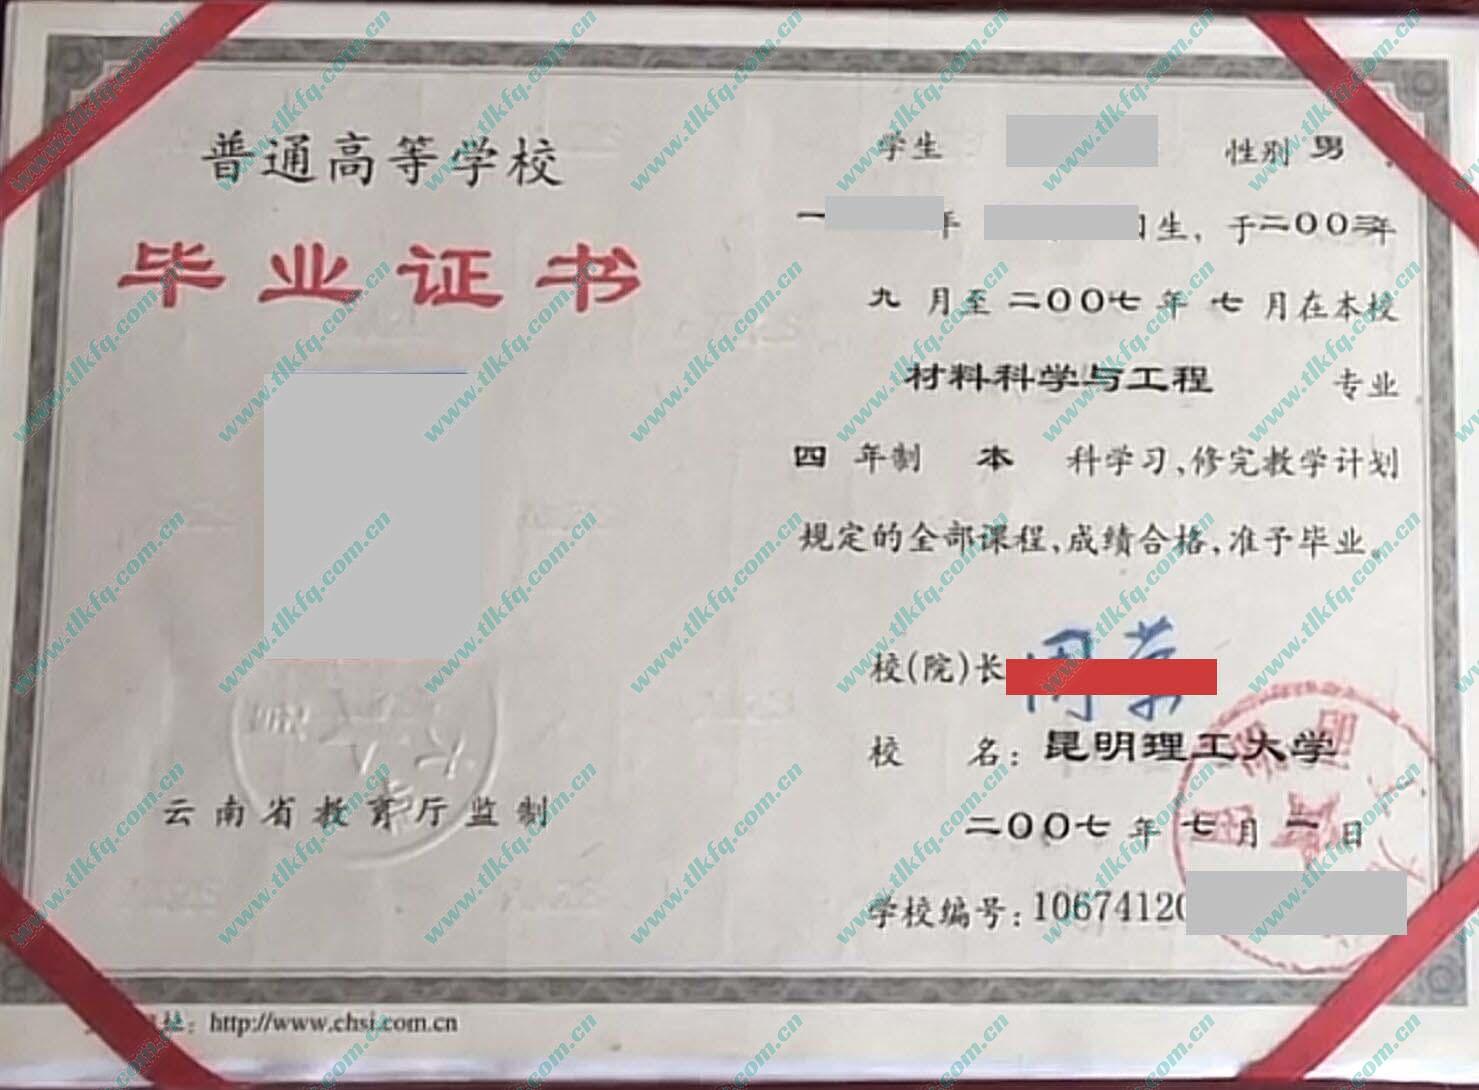 普通高等学校
毕业证书
云南省教育厅监制
学生 性别 男
一 年 生，于二〇〇三年
九 月至 二〇〇七 年 七 月在本校
材料科学与工程 专业
四 年制 本 科学习，修完教学计划
规定的全部课程，成绩合格，准予毕业。
校（院）长
校 名：昆明理工大学
二〇〇七 年 七 月 一 日
学校编号：10674120
http://www.chsi.com.cn
www.tlkfq.com.cn